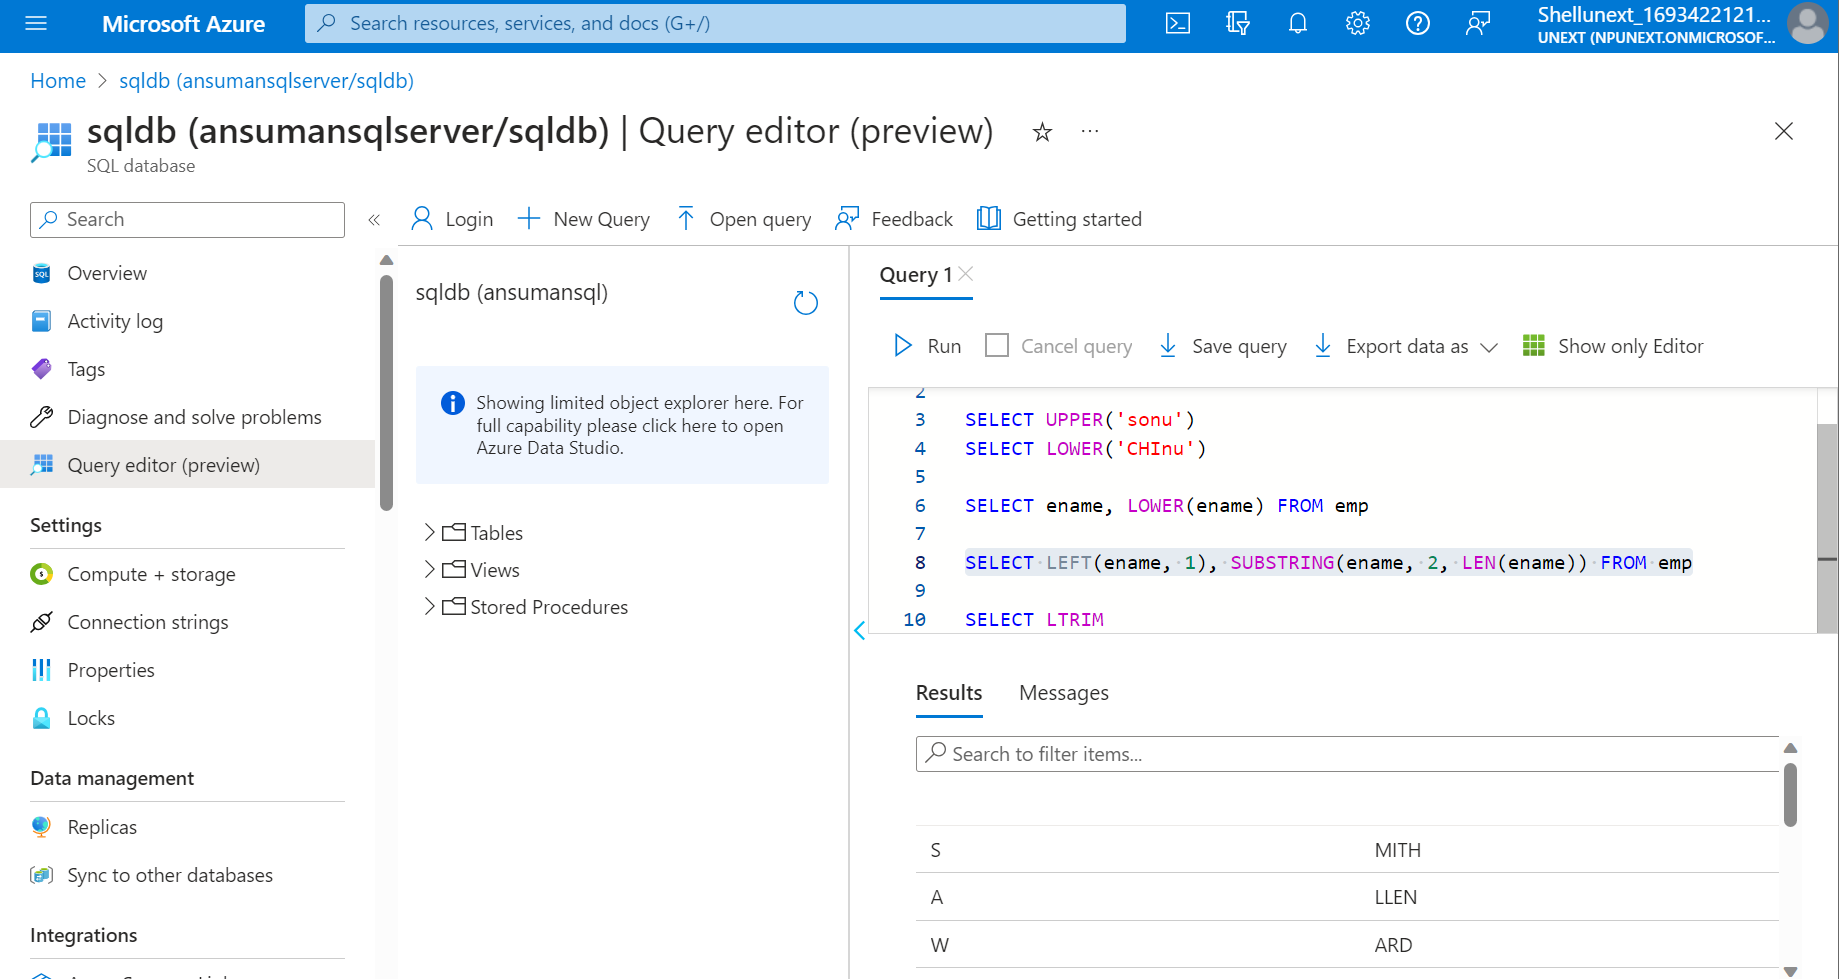 Microsoft Azure
Search resources, services, and docs (G+/)
Shellunext_1693422121...
UNEXT (NPUNEXT.ONMICROSOF...
Home > sqldb (ansumansqlserver/sqldb)
sqldb (ansumansqlserver/sqldb) | Query editor (preview)
SQL database
Search
Login
New Query
Open query
Feedback
Getting started
Overview
Activity log
Tags
Diagnose and solve problems
Query editor (preview)
Settings
Compute + storage
Connection strings
Properties
Locks
Data management
Replicas
Sync to other databases
Integrations
sqldb (ansumansql)
Showing limited object explorer here. For
full capability please click here to open
Azure Data Studio.
Tables
Views
Stored Procedures
Query 1
Run
Cancel query
Save query
Export data as
Show only Editor
2
3 SELECT UPPER('sonu')
4 SELECT LOWER('CHInu')
5
6 SELECT ename, LOWER(ename) FROM emp
7
8 SELECT LEFT(ename, 1), SUBSTRING(ename, 2, LEN(ename)) FROM emp
9
10 SELECT LTRIM
Results
Messages
Search to filter items...
S MITH
A LLEN
W ARD